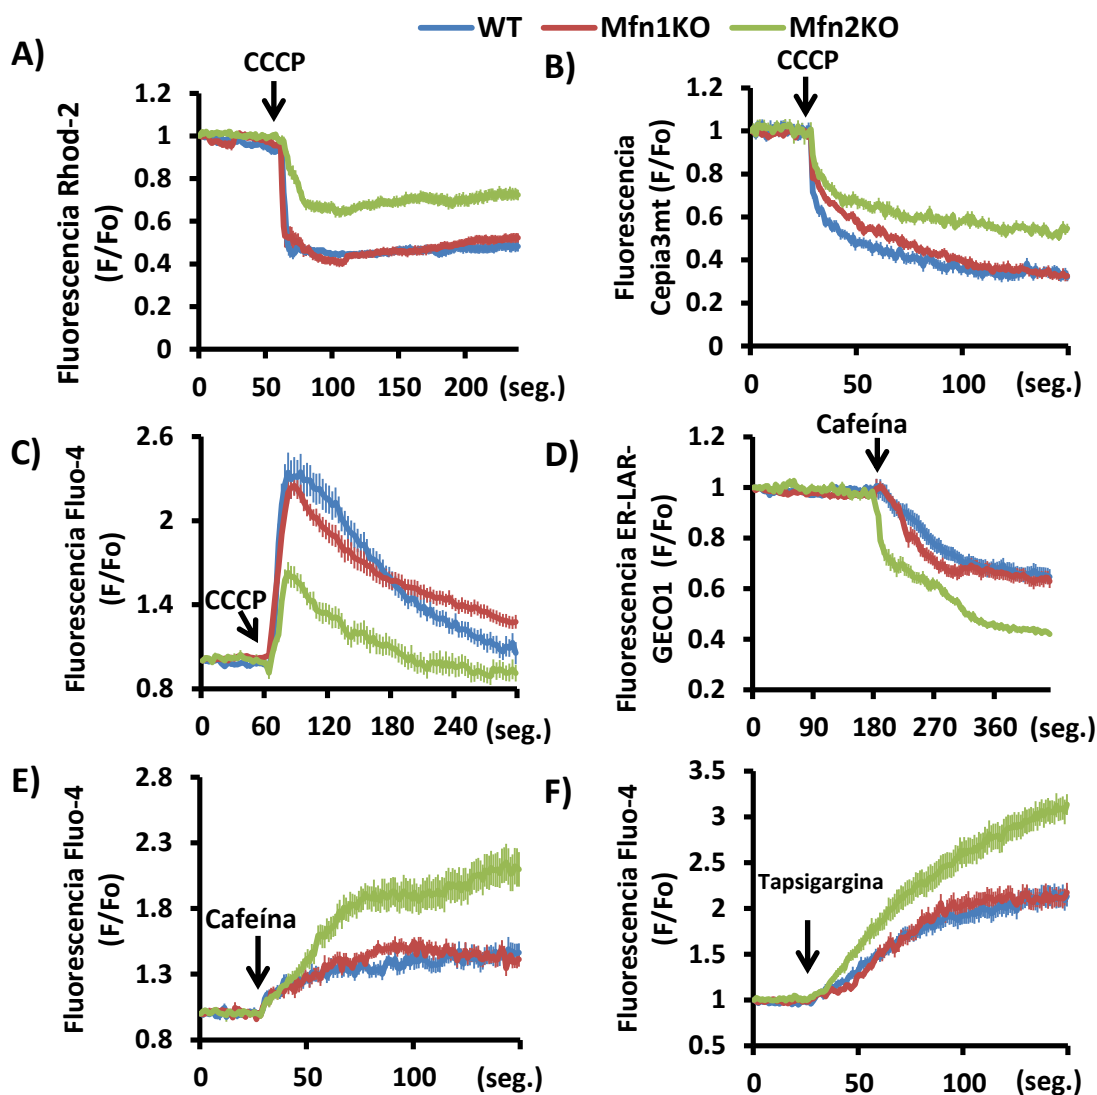 WT Mfn1KO Mfn2KO
A)
CCCP
Fluorescencia Rhod-2
(F/Fo)
1.2
1
0.8
0.6
0.4
0.2
0
0 50 100 150 200 (seg.)
B)
CCCP
Fluorescencia
Cepia3mt (F/Fo)
1.2
1
0.8
0.6
0.4
0.2
0
0 50 100 (seg.)
C)
CCCP
Fluorescencia Fluo-4
(F/Fo)
2.6
2
1.4
0.8
0 60 120 180 240 (seg.)
D)
Cafeína
Fluorescencia ER-LAR-
GECO1 (F/Fo)
1.2
1
0.8
0.6
0.4
0.2
0 90 180 270 360 (seg.)
E)
Cafeína
Fluorescencia Fluo-4
(F/Fo)
2.8
2.3
1.8
1.3
0.8
0 50 100 (seg.)
F)
Tapsigargina
Fluorescencia Fluo-4
(F/Fo)
3.5
3
2.5
2
1.5
1
0.5
0 50 100 (seg.)